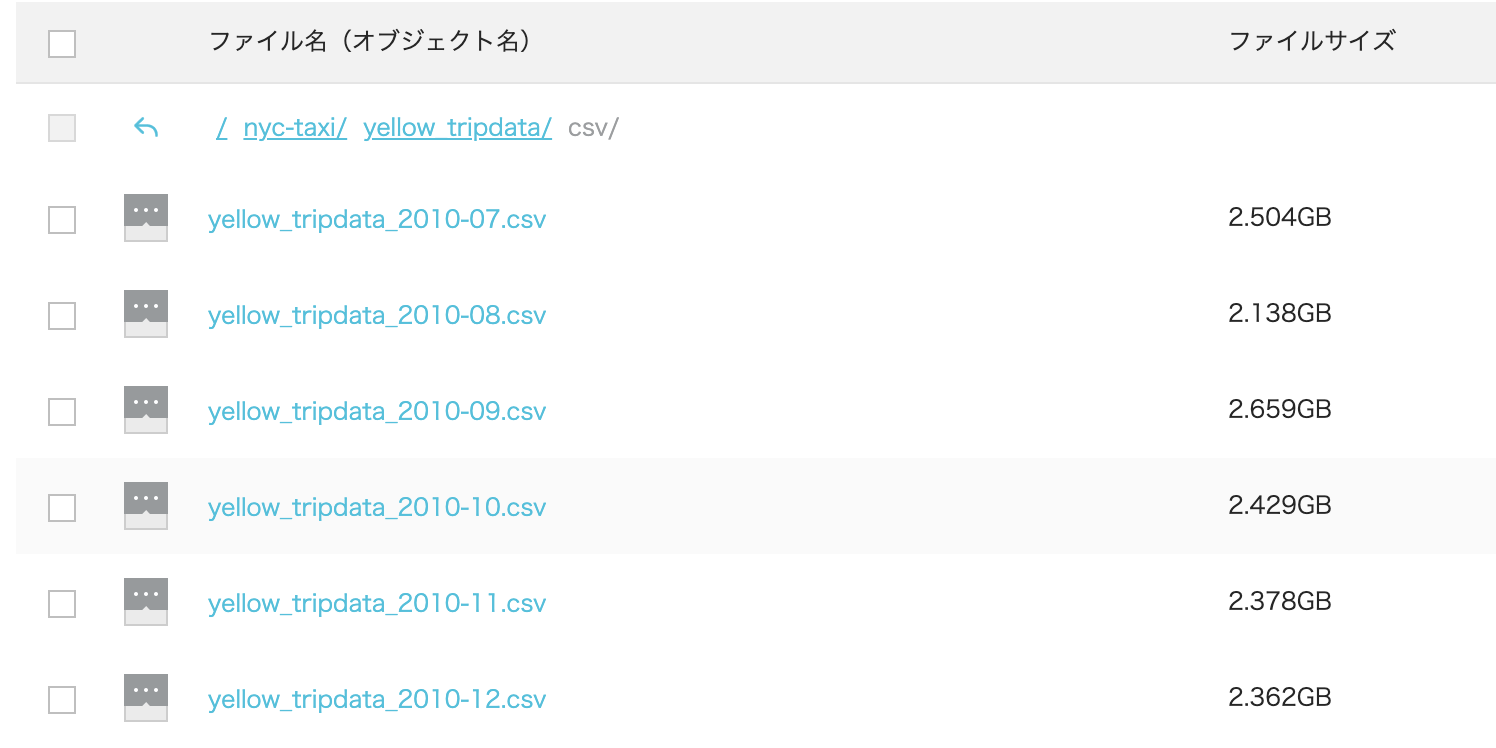 ファイル名（オブジェクト名） ファイルサイズ
/ nyc-taxi/ yellow_tripdata/ csv/
yellow_tripdata_2010-07.csv 2.504GB
yellow_tripdata_2010-08.csv 2.138GB
yellow_tripdata_2010-09.csv 2.659GB
yellow_tripdata_2010-10.csv 2.429GB
yellow_tripdata_2010-11.csv 2.378GB
yellow_tripdata_2010-12.csv 2.362GB